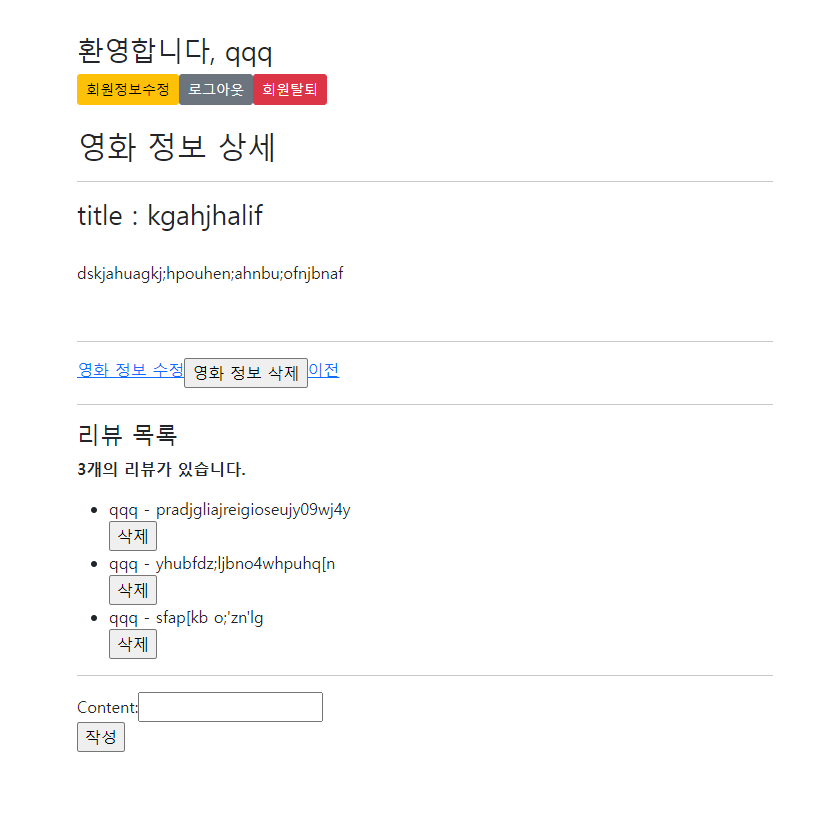 환영합니다, qqq
회원정보수정 로그아웃 회원탈퇴
영화 정보 상세
title : kgahjhalif
dskjahuagkj;hpouhen;ahnbu;ofnjbnaf
영화 정보 수정 영화 정보 삭제 이전
리뷰 목록
3개의 리뷰가 있습니다.
qqq - pradjgliajreigioseujy09wj4y
삭제
qqq - yhubfdz;ljbno4whpuhq[n
삭제
qqq - sfap[kb o;'zn'lg
삭제
Content:
작성